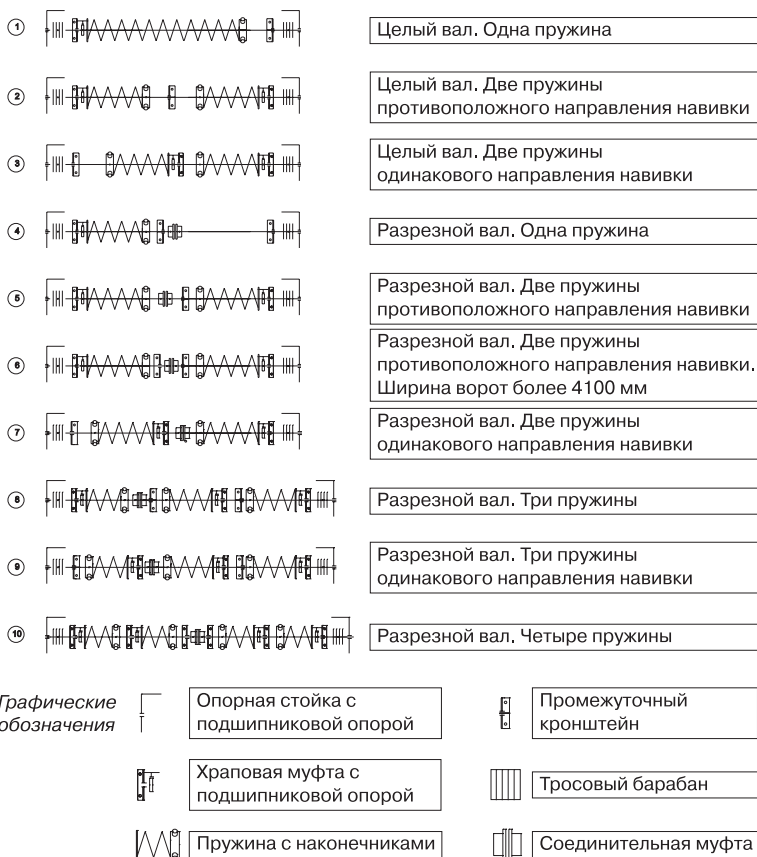 1
Целый вал. Одна пружина
2
Целый вал. Две пружины
противоположного направления навивки
3
Целый вал. Две пружины
одинакового направления навивки
4
Разрезной вал. Одна пружина
5
Разрезной вал. Две пружины
противоположного направления навивки
6
Разрезной вал. Две пружины
противоположного направления навивки.
Ширина ворот более 4100 мм
7
Разрезной вал. Две пружины
одинакового направления навивки
8
Разрезной вал. Три пружины
9
Разрезной вал. Три пружины
одинакового направления навивки
10
Разрезной вал. Четыре пружины
Графические
обозначения
Опорная стойка с
подшипниковой опорой
Промежуточный
кронштейн
Храповая муфта с
подшипниковой опорой
Тросовый барабан
Пружина с наконечниками
Соединительная муфта